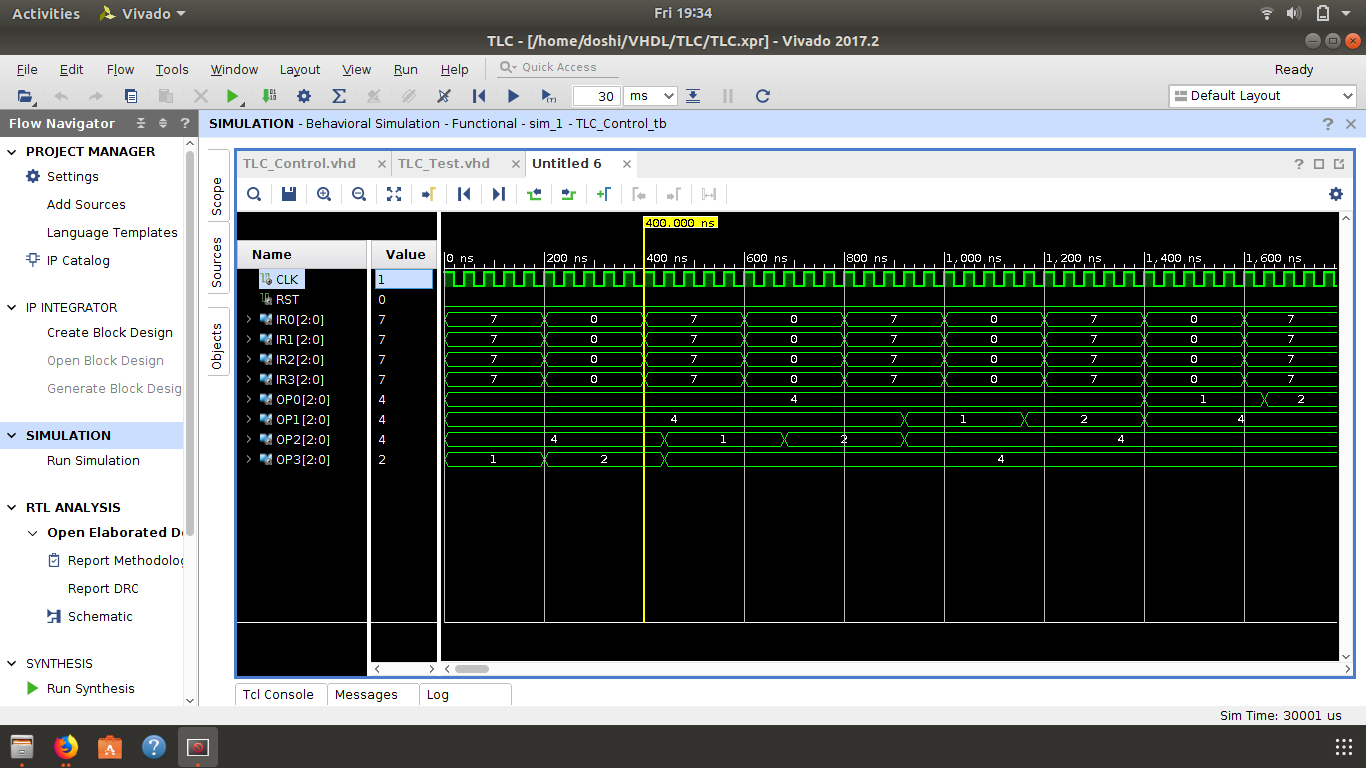 Activities Vivado Fri 19:34
TLC - [/home/doshi/VHDL/TLC/TLC.xpr] - Vivado 2017.2
File Edit Flow Tools Window Layout View Run Help Quick Access Ready
30 ms Default Layout
Flow Navigator
SIMULATION - Behavioral Simulation - Functional - sim_1 - TLC_Control_tb
PROJECT MANAGER
Settings
Add Sources
Language Templates
IP Catalog
IP INTEGRATOR
Create Block Design
Open Block Design
Generate Block Desig
SIMULATION
Run Simulation
RTL ANALYSIS
Open Elaborated D
Report Methodolog
Report DRC
Schematic
SYNTHESIS
Run Synthesis
Scope
Sources
Objects
TLC_Control.vhd TLC_Test.vhd Untitled 6
400.000 ns
Name Value
0 ns 200 ns 400 ns 600 ns 800 ns 1,000 ns 1,200 ns 1,400 ns 1,600 ns
CLK 1
RST 0
IR0[2:0] 7 7 0 7 0 7 0 7 0 7
IR1[2:0] 7 7 0 7 0 7 0 7 0 7
IR2[2:0] 7 7 0 7 0 7 0 7 0 7
IR3[2:0] 7 7 0 7 0 7 0 7 0 7
OP0[2:0] 4 4 1 2
OP1[2:0] 4 4 1 2 4
OP2[2:0] 4 4 1 2 4
OP3[2:0] 2 1 2 4
Tcl Console Messages Log
Sim Time: 30001 us